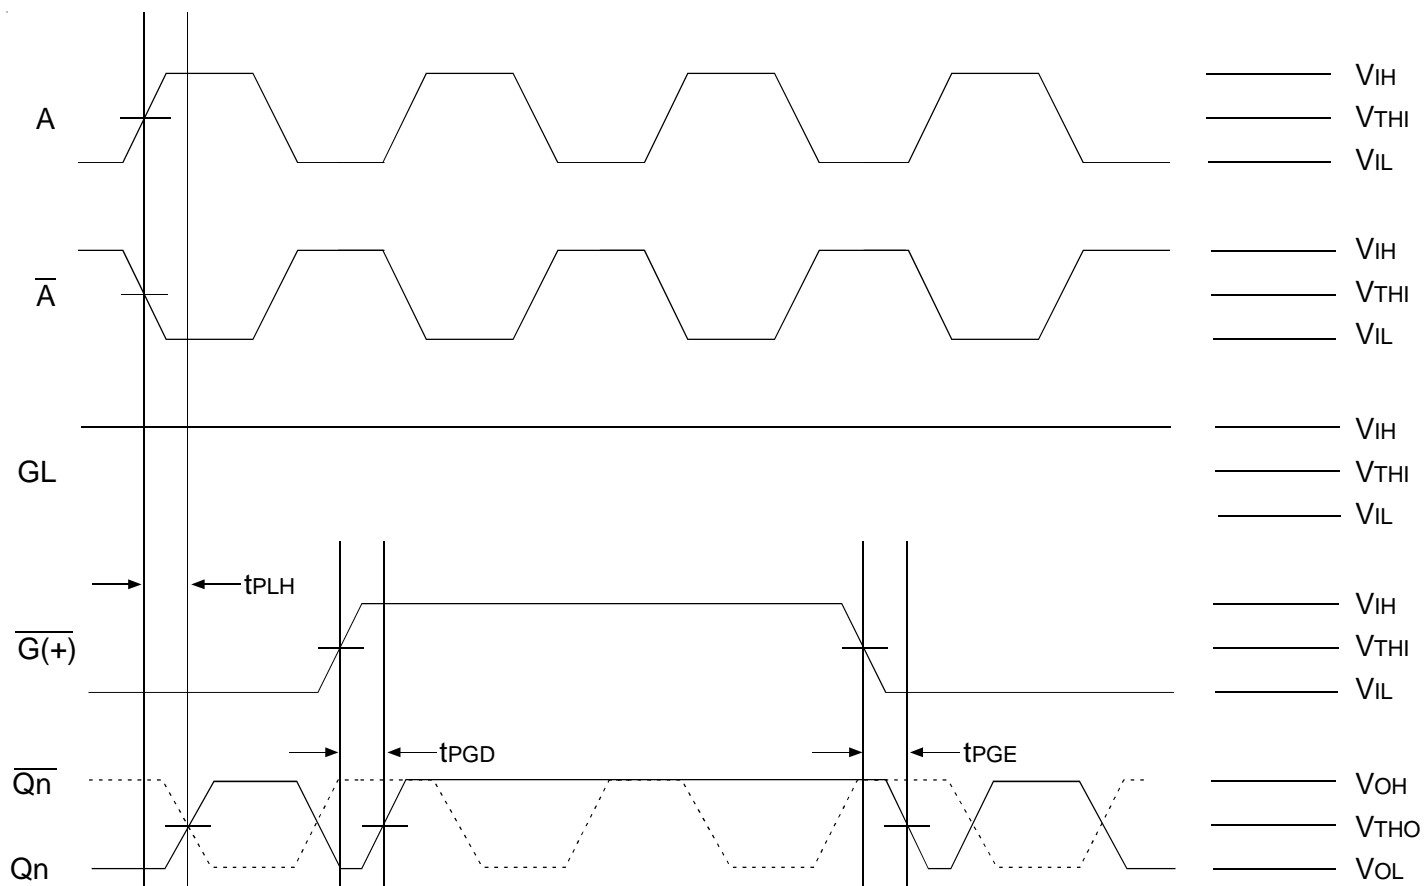 A
VIH
VTHI
VIL
A
VIH
VTHI
VIL
GL
VIH
VTHI
VIL
tPLH
G(+)
VIH
VTHI
VIL
tPGD
tPGE
Qn
Qn
VOH
VTHO
VOL